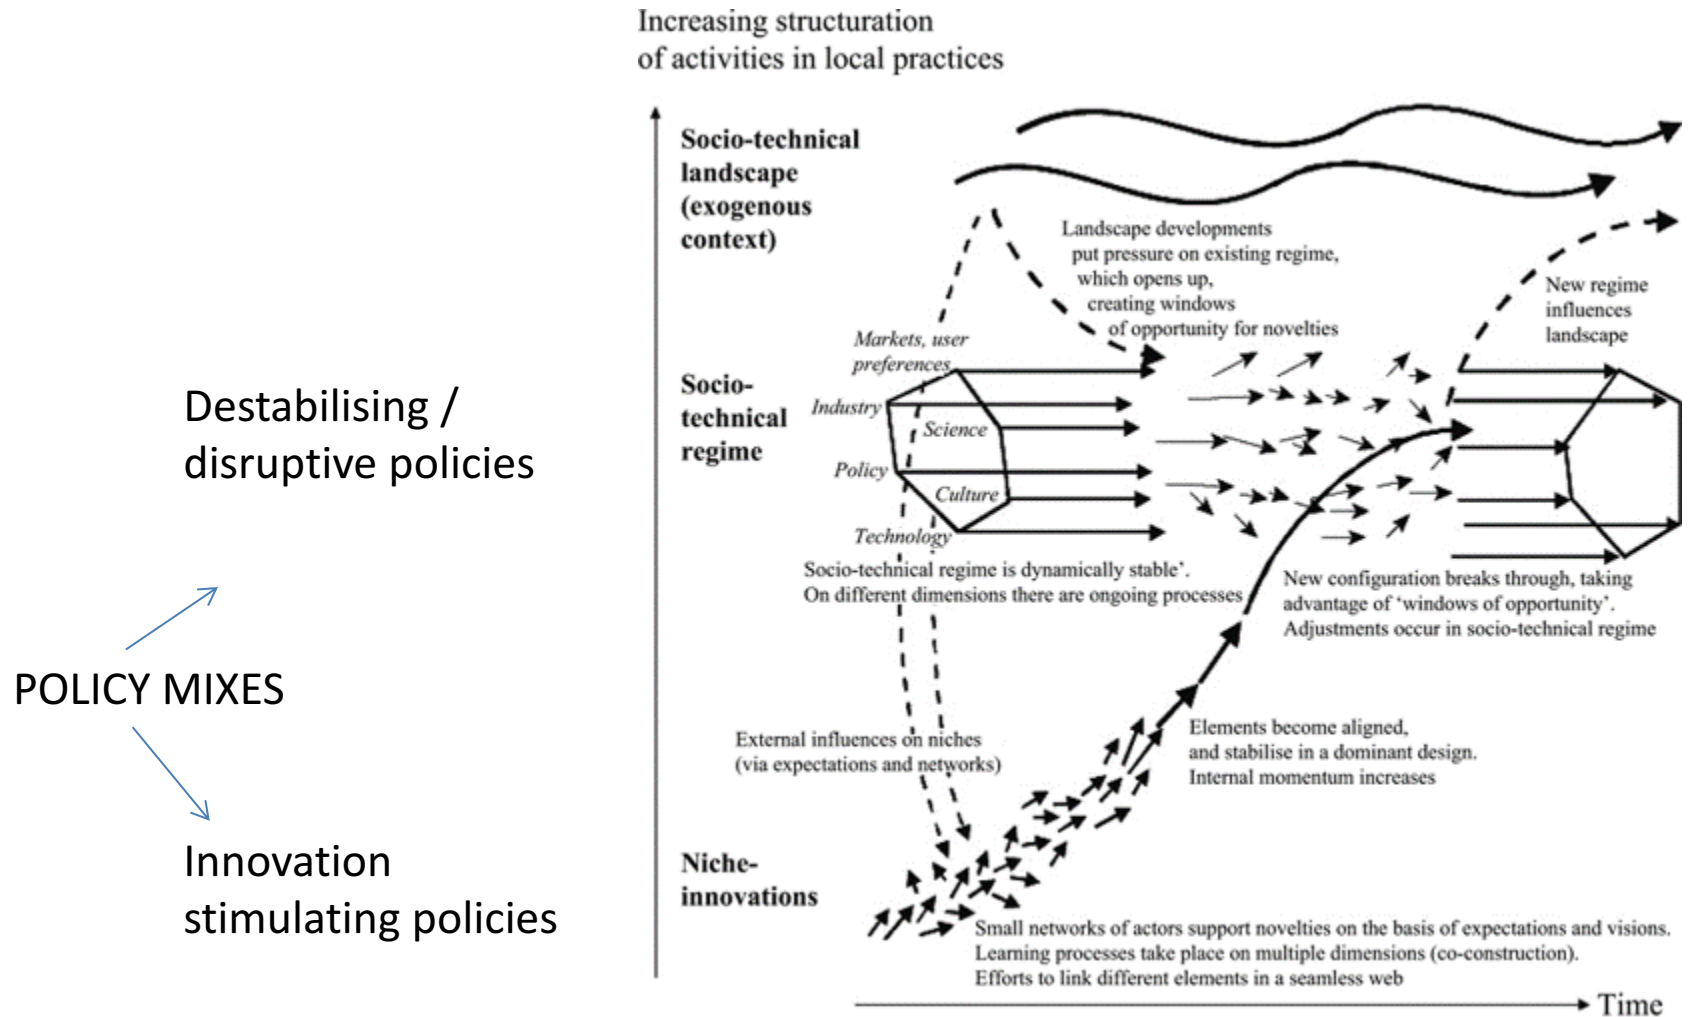 Increasing structuration
of activities in local practices
Socio-technical
landscape
(exogenous
context)
Landscape developments
put pressure on existing regime,
which opens up,
creating windows
of opportunity for novelties
New regime
influences
landscape
Markets, user
preferences
Industry
Science
Policy
Culture
Technology
Socio-
technical
regime
Destabilising /
disruptive policies
Socio-technical regime is dynamically stable’.
On different dimensions there are ongoing processes
New configuration breaks through, taking
advantage of ‘windows of opportunity’.
Adjustments occur in socio-technical regime
POLICY MIXES
External influences on niches
(via expectations and networks)
Elements become aligned,
and stabilise in a dominant design.
Internal momentum increases
Innovation
stimulating policies
Niche-
innovations
Small networks of actors support novelties on the basis of expectations and visions.
Learning processes take place on multiple dimensions (co-construction).
Efforts to link different elements in a seamless web
Time